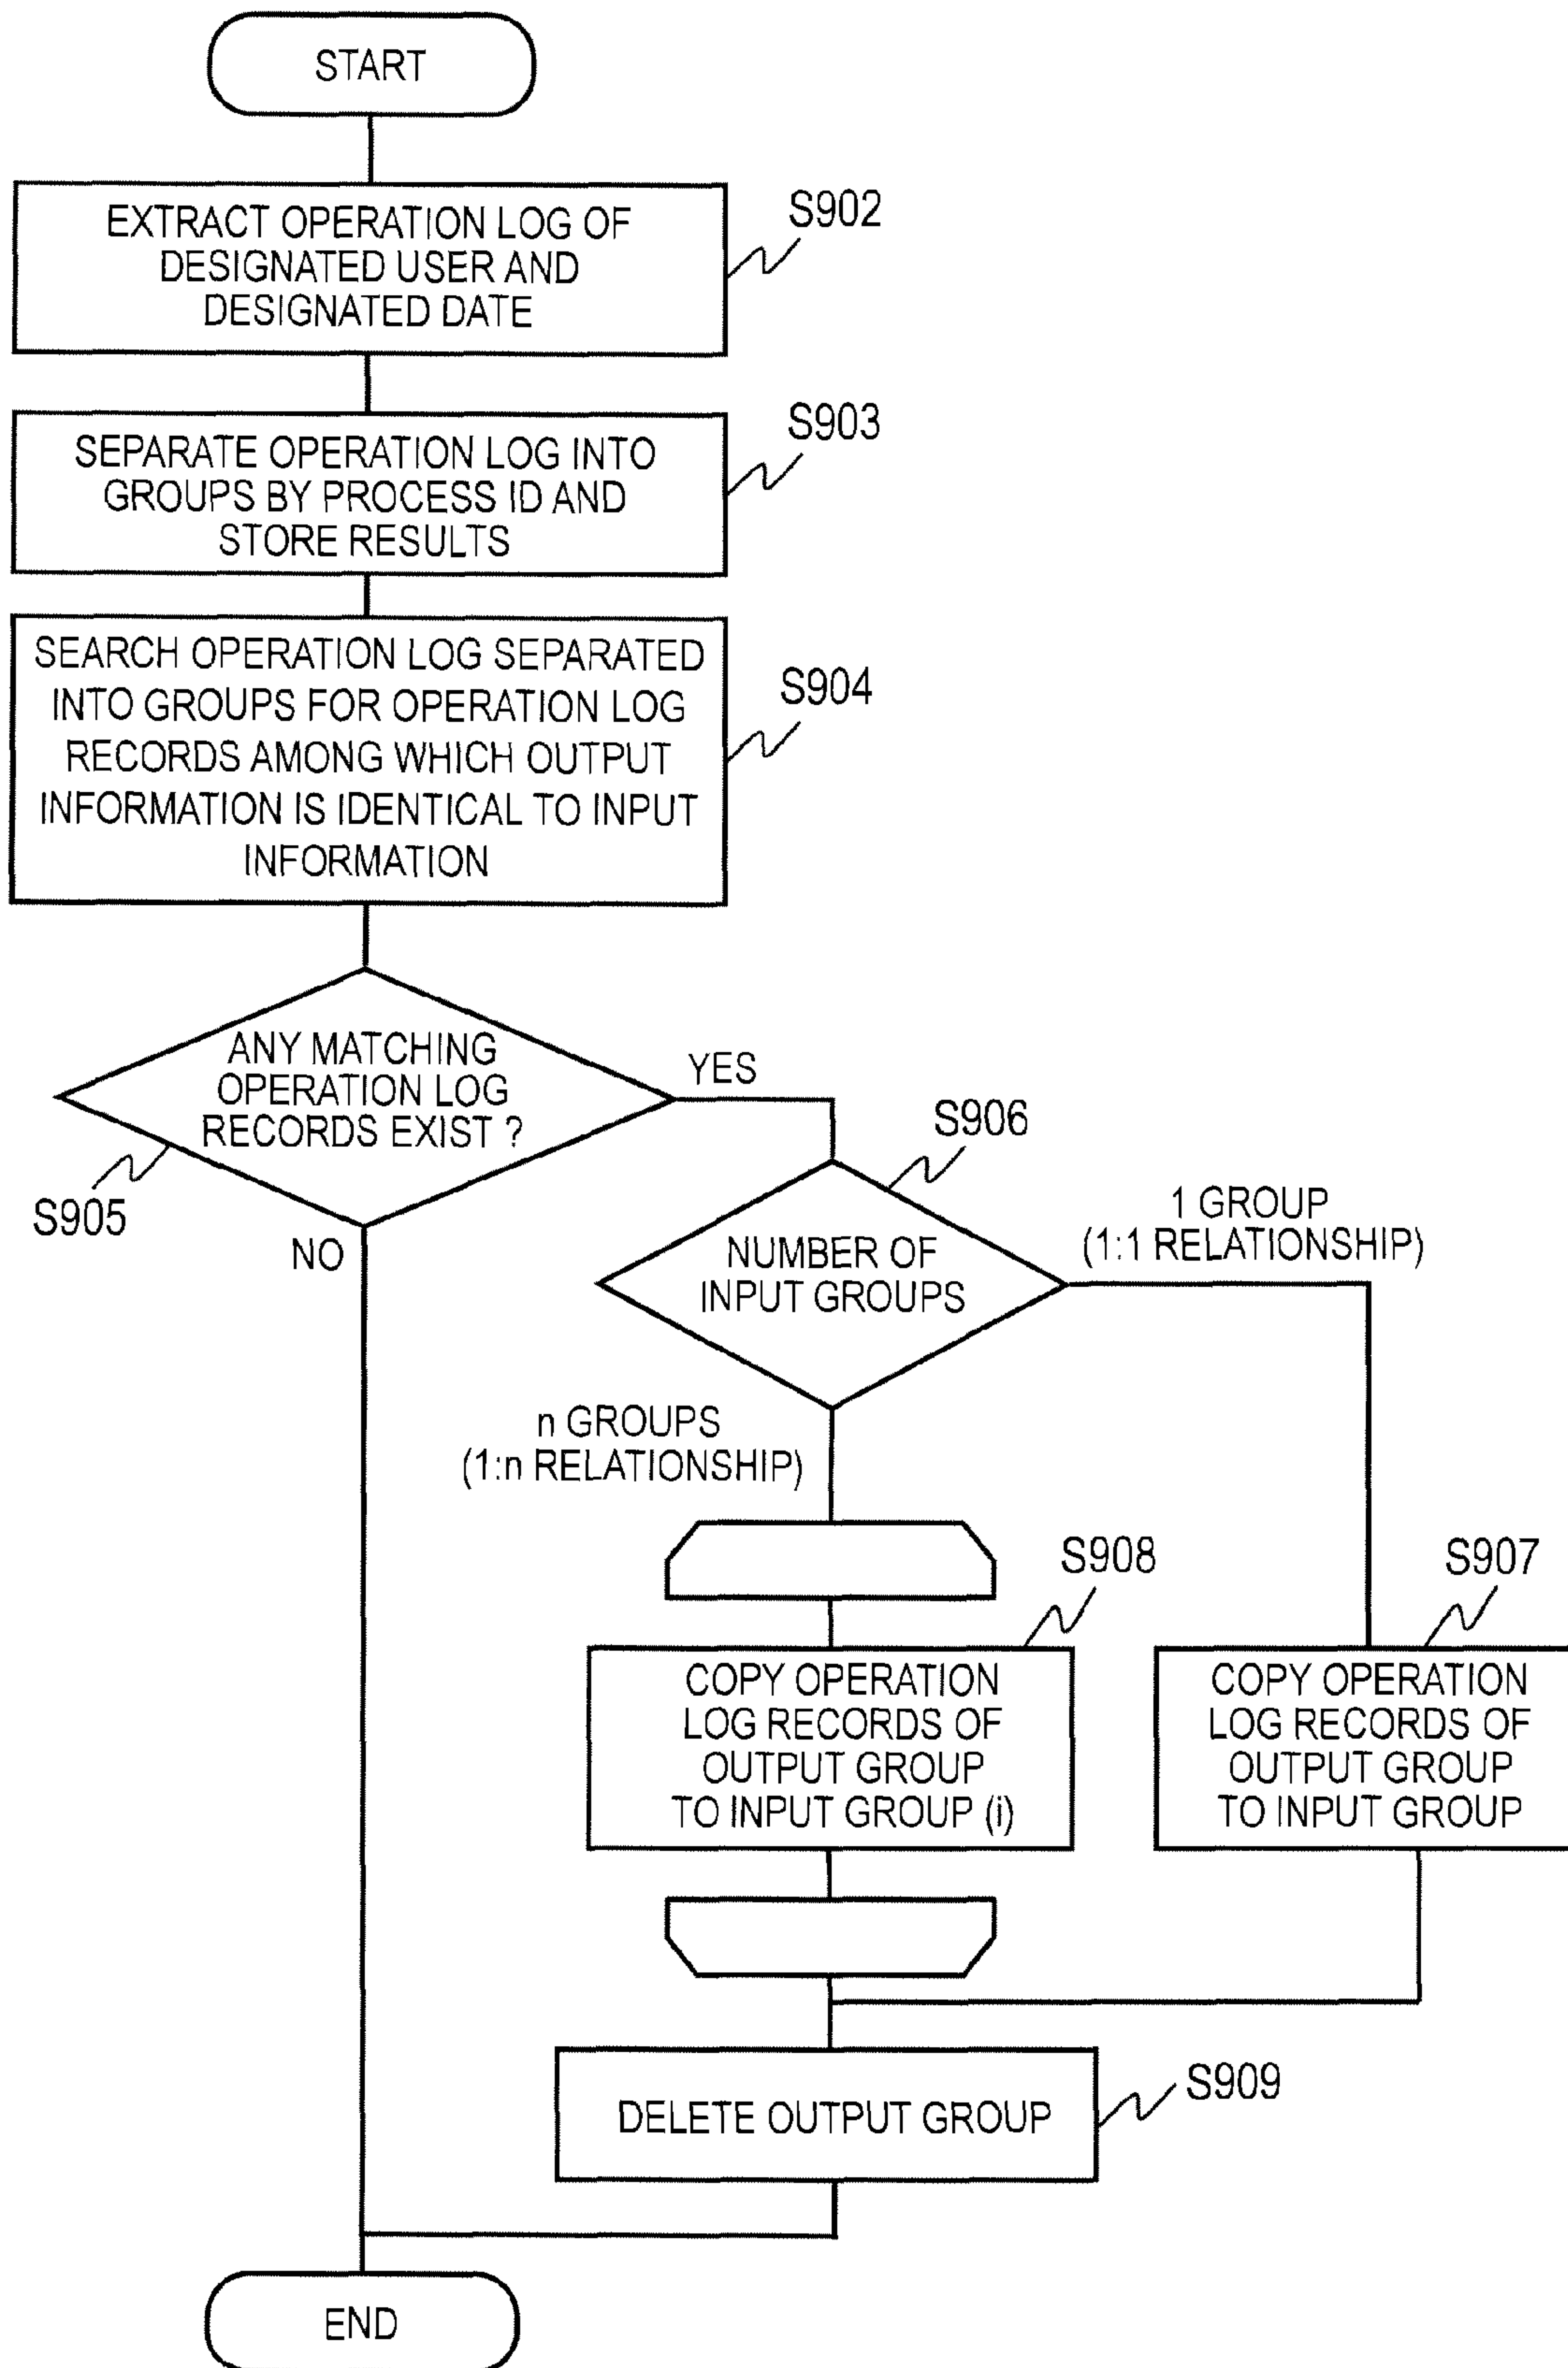 START
EXTRACT OPERATION LOG OF
DESIGNATED USER AND
DESIGNATED DATE
S902
SEPARATE OPERATION LOG INTO
GROUPS BY PROCESS ID AND
STORE RESULTS
S903
SEARCH OPERATION LOG SEPARATED
INTO GROUPS FOR OPERATION LOG
RECORDS AMONG WHICH OUTPUT
INFORMATION IS IDENTICAL TO INPUT
INFORMATION
S904
ANY MATCHING
OPERATION LOG
RECORDS EXIST ?
S905
YES
NO
S906
NUMBER OF
INPUT GROUPS
1 GROUP
(1:1 RELATIONSHIP)
n GROUPS
(1:n RELATIONSHIP)
S908
COPY OPERATION
LOG RECORDS OF
OUTPUT GROUP
TO INPUT GROUP (i)
S907
COPY OPERATION
LOG RECORDS OF
OUTPUT GROUP
TO INPUT GROUP
DELETE OUTPUT GROUP
S909
END